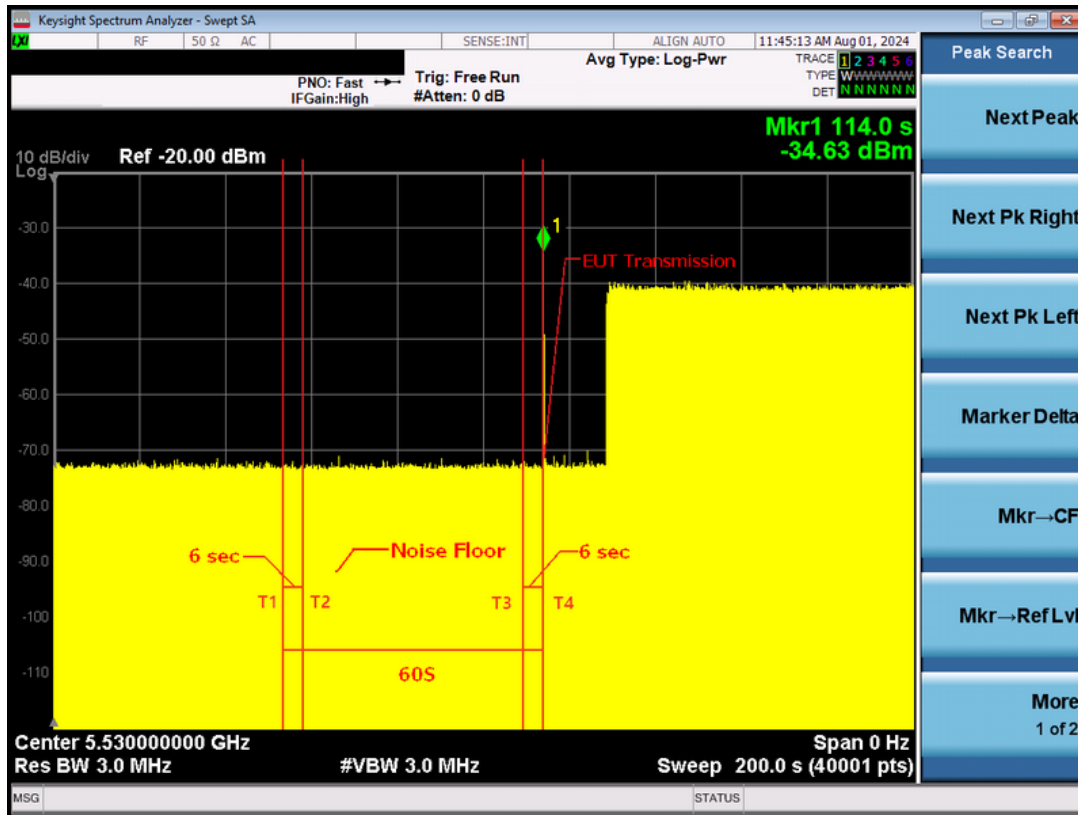 Keysight Spectrum Analyzer - Swept SA
LXI RF 50 Ω AC SENSE:INT ALIGN AUTO 11:45:13 AM Aug 01, 2024
PNO: Fast
IFGain:High
Trig: Free Run
#Atten: 0 dB
Avg Type: Log-Pwr
TRACE 1 2 3 4 5 6
TYPE WWWWWW
DET N N N N N N
Mkr1 114.0 s
-34.63 dBm
10 dB/div
Log
Ref -20.00 dBm
1
EUT Transmission
-30.0
-40.0
-50.0
-60.0
-70.0
-80.0
-90.0
-100
-110
6 sec
Noise Floor
6 sec
T1 T2 T3 T4
60S
Center 5.530000000 GHz
Span 0 Hz
Res BW 3.0 MHz
#VBW 3.0 MHz
Sweep 200.0 s (40001 pts)
MSG
STATUS
Peak Search
Next Peak
Next Pk Right
Next Pk Left
Marker Delta
Mkr→CF
Mkr→Ref Lvl
More
1 of 2